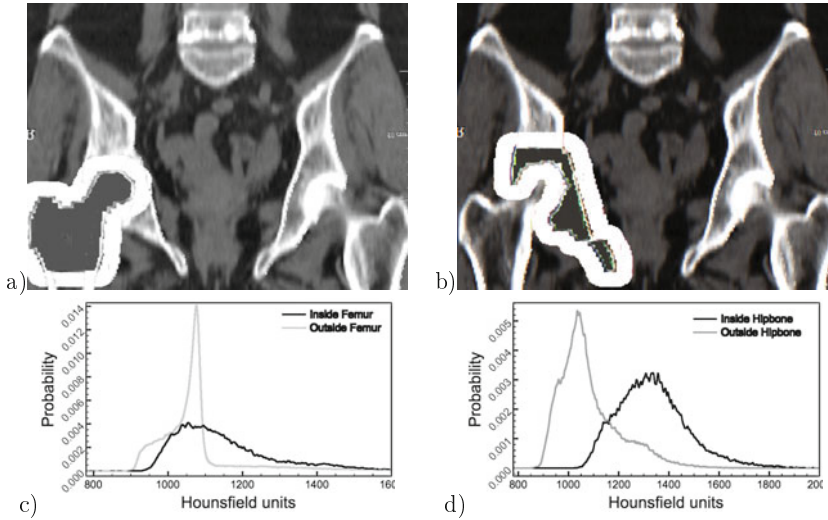 a)
R
b)
R
c)
Probability
0.014
0.012
0.010
0.008
0.006
0.004
0.002
0.000
Inside Femur
Outside Femur
800 1000 1200 1400 1600
Hounsfield units
d)
Probability
0.005
0.004
0.003
0.002
0.001
0.000
Inside Hipbone
Outside Hipbone
800 1000 1200 1400 1600 1800 200
Hounsfield units